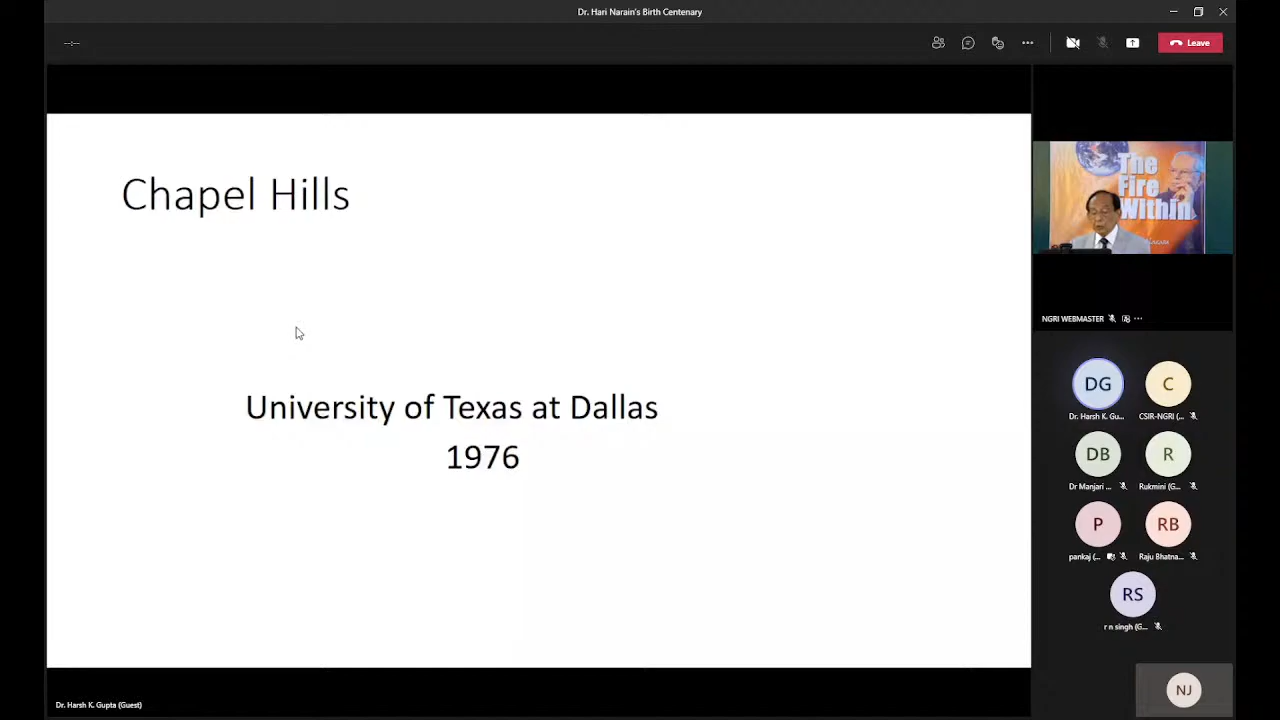 Dr. Hari Narain's Birth Centenary
--:--
Leave
Chapel Hills
University of Texas at Dallas
1976
The
Fire
Within
NGRI WEBMASTER
DG
Dr. Harsh K. Gu...
C
CSIR-NGRI (...
DB
Dr Manjari ...
R
Rukmini (G...
P
pankaj (...
RB
Raju Bhatna...
RS
r n singh (G...
NJ
Dr. Harsh K. Gupta (Guest)